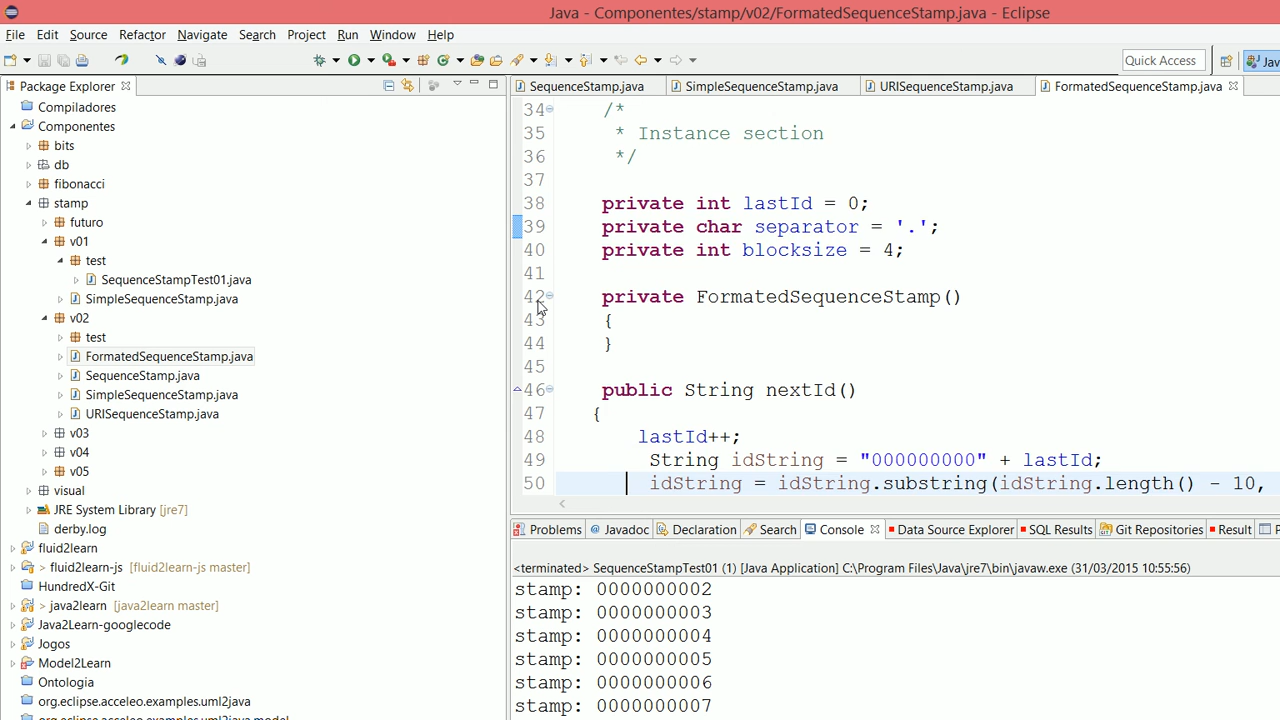 Java - Componentes/stamp/v02/FormatedSequenceStamp.java - Eclipse
File Edit Source Refactor Navigate Search Project Run Window Help
Quick Access
Jav
Package Explorer
Compiladores
Componentes
bits
db
fibonacci
stamp
futuro
v01
test
SequenceStampTest01.java
SimpleSequenceStamp.java
v02
test
FormatedSequenceStamp.java
SequenceStamp.java
SimpleSequenceStamp.java
URISequenceStamp.java
v03
v04
v05
visual
JRE System Library [jre7]
derby.log
fluid2learn
> fluid2learn-js [fluid2learn-js master]
HundredX-Git
> java2learn [java2learn master]
Java2Learn-googlecode
Jogos
Model2Learn
Ontologia
org.eclipse.acceleo.examples.uml2java
org.eclipse.acceleo.examples.uml2java.model
SequenceStamp.java SimpleSequenceStamp.java URISequenceStamp.java FormatedSequenceStamp.java
34 /*
35 * Instance section
36 */
37
38 private int lastId = 0;
39 private char separator = '.';
40 private int blocksize = 4;
41
42 private FormatedSequenceStamp()
43 {
44 }
45
46 public String nextId()
47 {
48 lastId++;
49 String idString = "000000000" + lastId;
50 idString = idString.substring(idString.length() - 10,
Problems Javadoc Declaration Search Console Data Source Explorer SQL Results Git Repositories Result P
<terminated> SequenceStampTest01 (1) [Java Application] C:\Program Files\Java\jre7\bin\javaw.exe (31/03/2015 10:55:56)
stamp: 0000000002
stamp: 0000000003
stamp: 0000000004
stamp: 0000000005
stamp: 0000000006
stamp: 0000000007